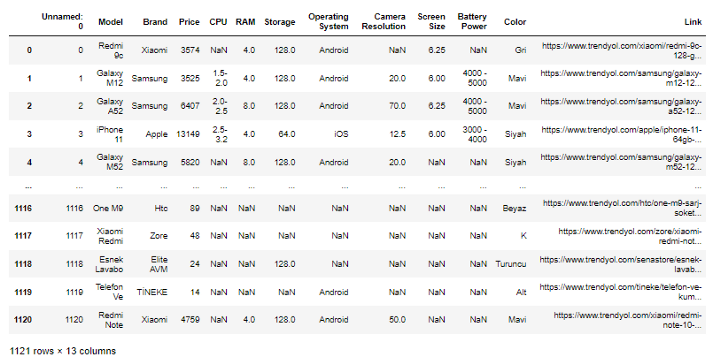 Unnamed: 0 Model Brand Price CPU RAM Storage Operating System Camera Resolution Screen Size Battery Power Color Link
0 0 Redmi 9c Xiaomi 3574 NaN 4.0 128.0 Android NaN 6.25 NaN Gri https://www.trendyol.com/xiaomi/redmi-9c-128-g...
1 1 Galaxy M12 Samsung 3525 1.5-2.0 4.0 128.0 Android 20.0 6.00 4000 - 5000 Mavi https://www.trendyol.com/samsung/galaxy-m12-12...
2 2 Galaxy A52 Samsung 6407 2.0-2.5 8.0 128.0 Android 70.0 6.25 4000 - 5000 Mavi https://www.trendyol.com/samsung/galaxy-a52-12...
3 3 iPhone 11 Apple 13149 2.5-3.2 4.0 64.0 iOS 12.5 6.00 3000 - 4000 Siyah https://www.trendyol.com/apple/iphone-11-64gb-...
4 4 Galaxy M52 Samsung 5820 NaN 8.0 128.0 Android 20.0 NaN NaN Siyah https://www.trendyol.com/samsung/galaxy-m52-12...
... ... ... ... ... ... ... ... ... ... ... ... ... ...
1116 1116 One M9 Htc 89 NaN NaN NaN NaN NaN NaN NaN Beyaz https://www.trendyol.com/htc/one-m9-sarj-soket...
1117 1117 Xiaomi Redmi Zore 48 NaN NaN NaN NaN NaN NaN NaN K https://www.trendyol.com/zore/xiaomi-redmi-not...
1118 1118 Esnek Lavabo Elite AVM 24 NaN NaN 128.0 NaN NaN NaN NaN Turuncu https://www.trendyol.com/senastore/esnek-lavab...
1119 1119 Telefon Ve TİNEKE 14 NaN NaN NaN Android NaN NaN NaN Alt https://www.trendyol.com/tineke/telefon-ve-kum...
1120 1120 Redmi Note Xiaomi 4759 NaN 4.0 128.0 Android 50.0 NaN NaN Mavi https://www.trendyol.com/xiaomi/redmi-note-10-...
1121 rows × 13 columns